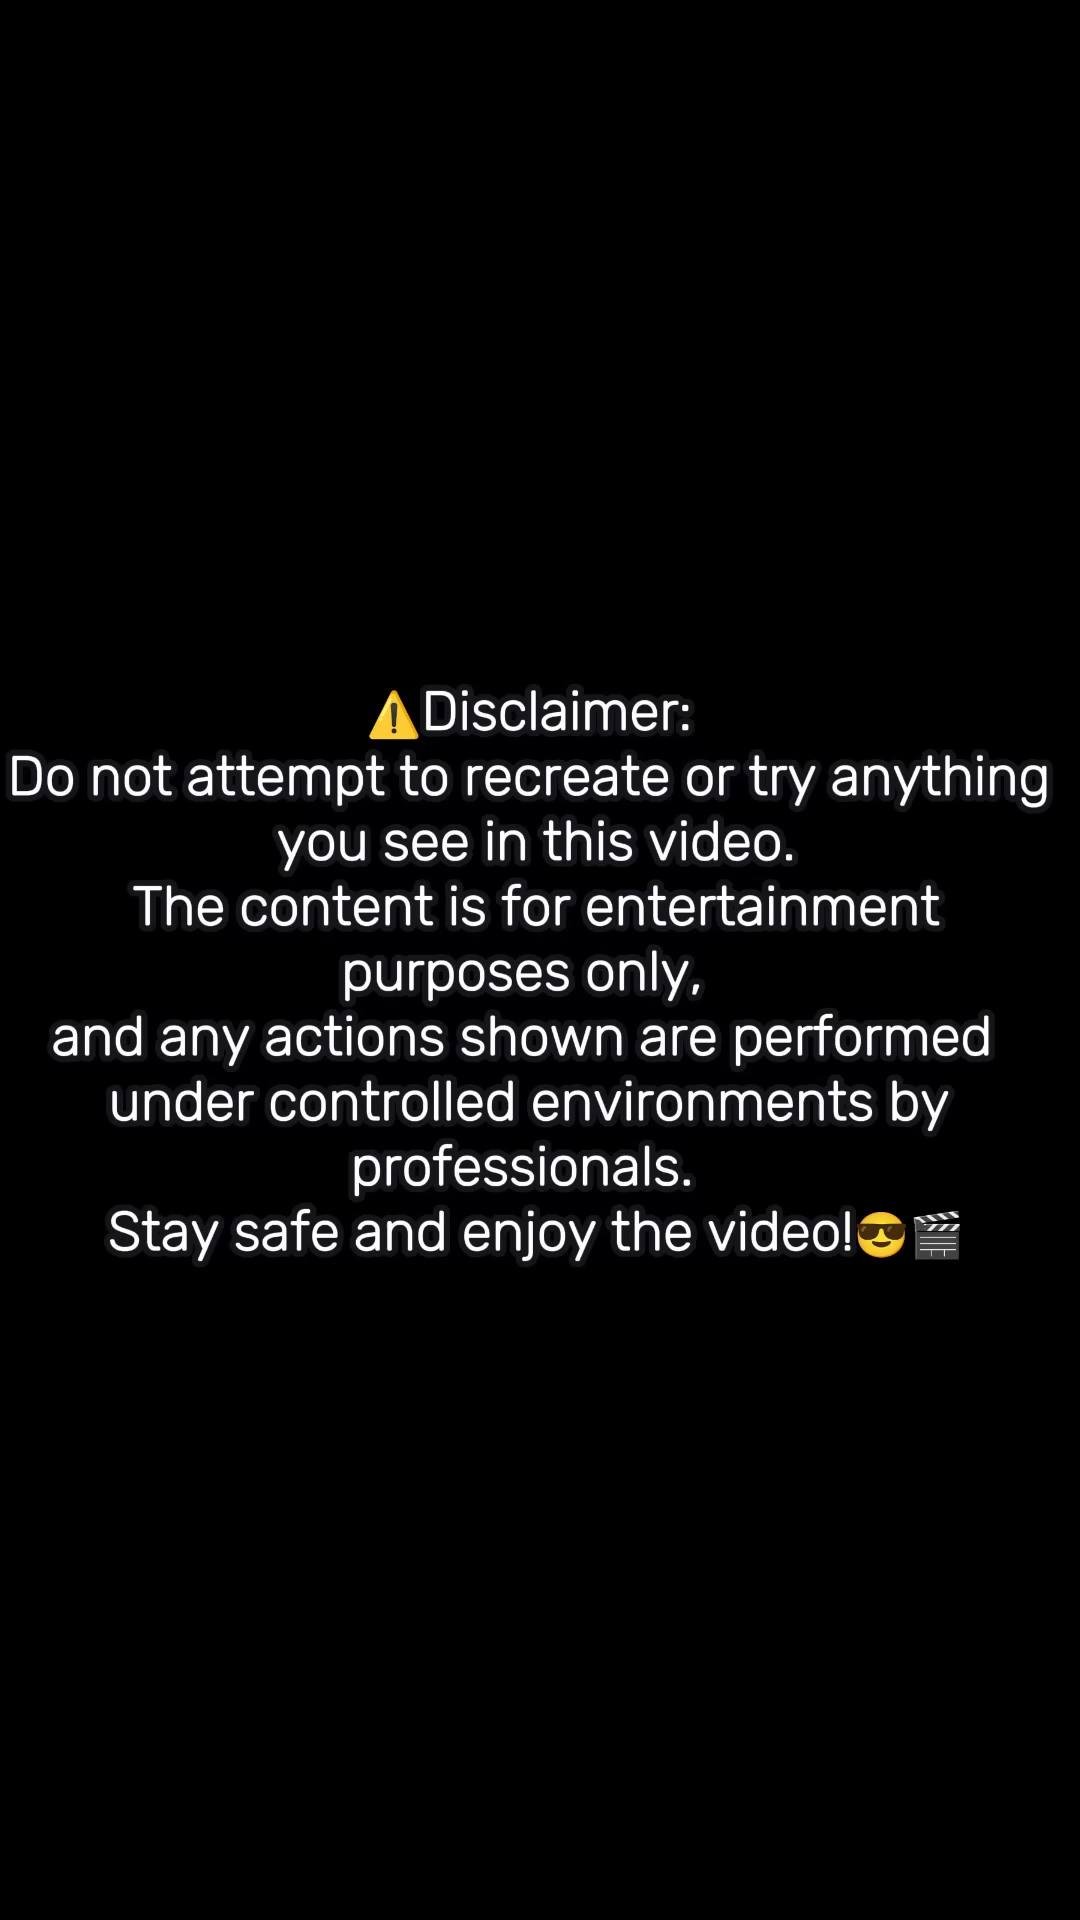 ⚠️Disclaimer:
Do not attempt to recreate or try anything
you see in this video.
The content is for entertainment
purposes only,
and any actions shown are performed
under controlled environments by
professionals.
Stay safe and enjoy the video!😎🎬